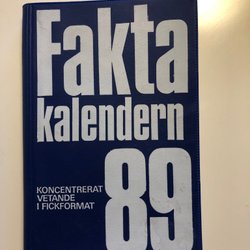 Fakta
kalendern
89
KONCENTRERAT
VETANDE
I FICKFORMAT